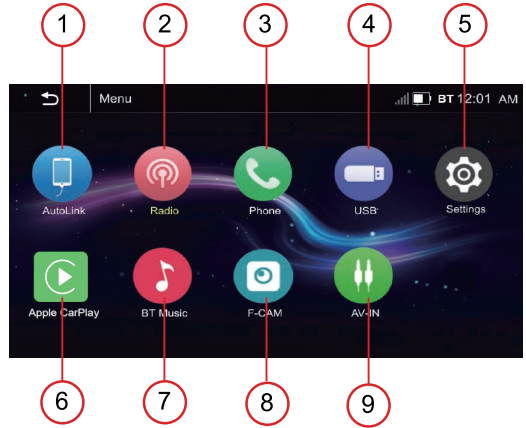 1 2 3 4 5
Menu BT 12:01 AM
AutoLink Radio Phone USB Settings
Apple CarPlay BT Music F-CAM AV-IN
6 7 8 9